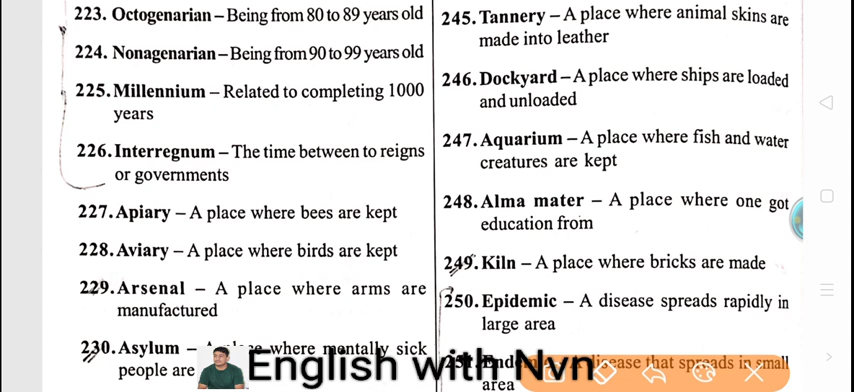 223. Octogenarian – Being from 80 to 89 years old
224. Nonagenarian – Being from 90 to 99 years old
225. Millennium – Related to completing 1000
years
226. Interregnum – The time between to reigns
or governments
227. Apiary – A place where bees are kept
228. Aviary – A place where birds are kept
229. Arsenal – A place where arms are
manufactured
230. Asylum – where mentally sick
people are
245. Tannery – A place where animal skins are
made into leather
246. Dockyard – A place where ships are loaded
and unloaded
247. Aquarium – A place where fish and water
creatures are kept
248. Alma mater – A place where one got
education from
249. Kiln – A place where bricks are made
250. Epidemic – A disease spreads rapidly in
large area
disease that spreads in small
area
English with Nvn